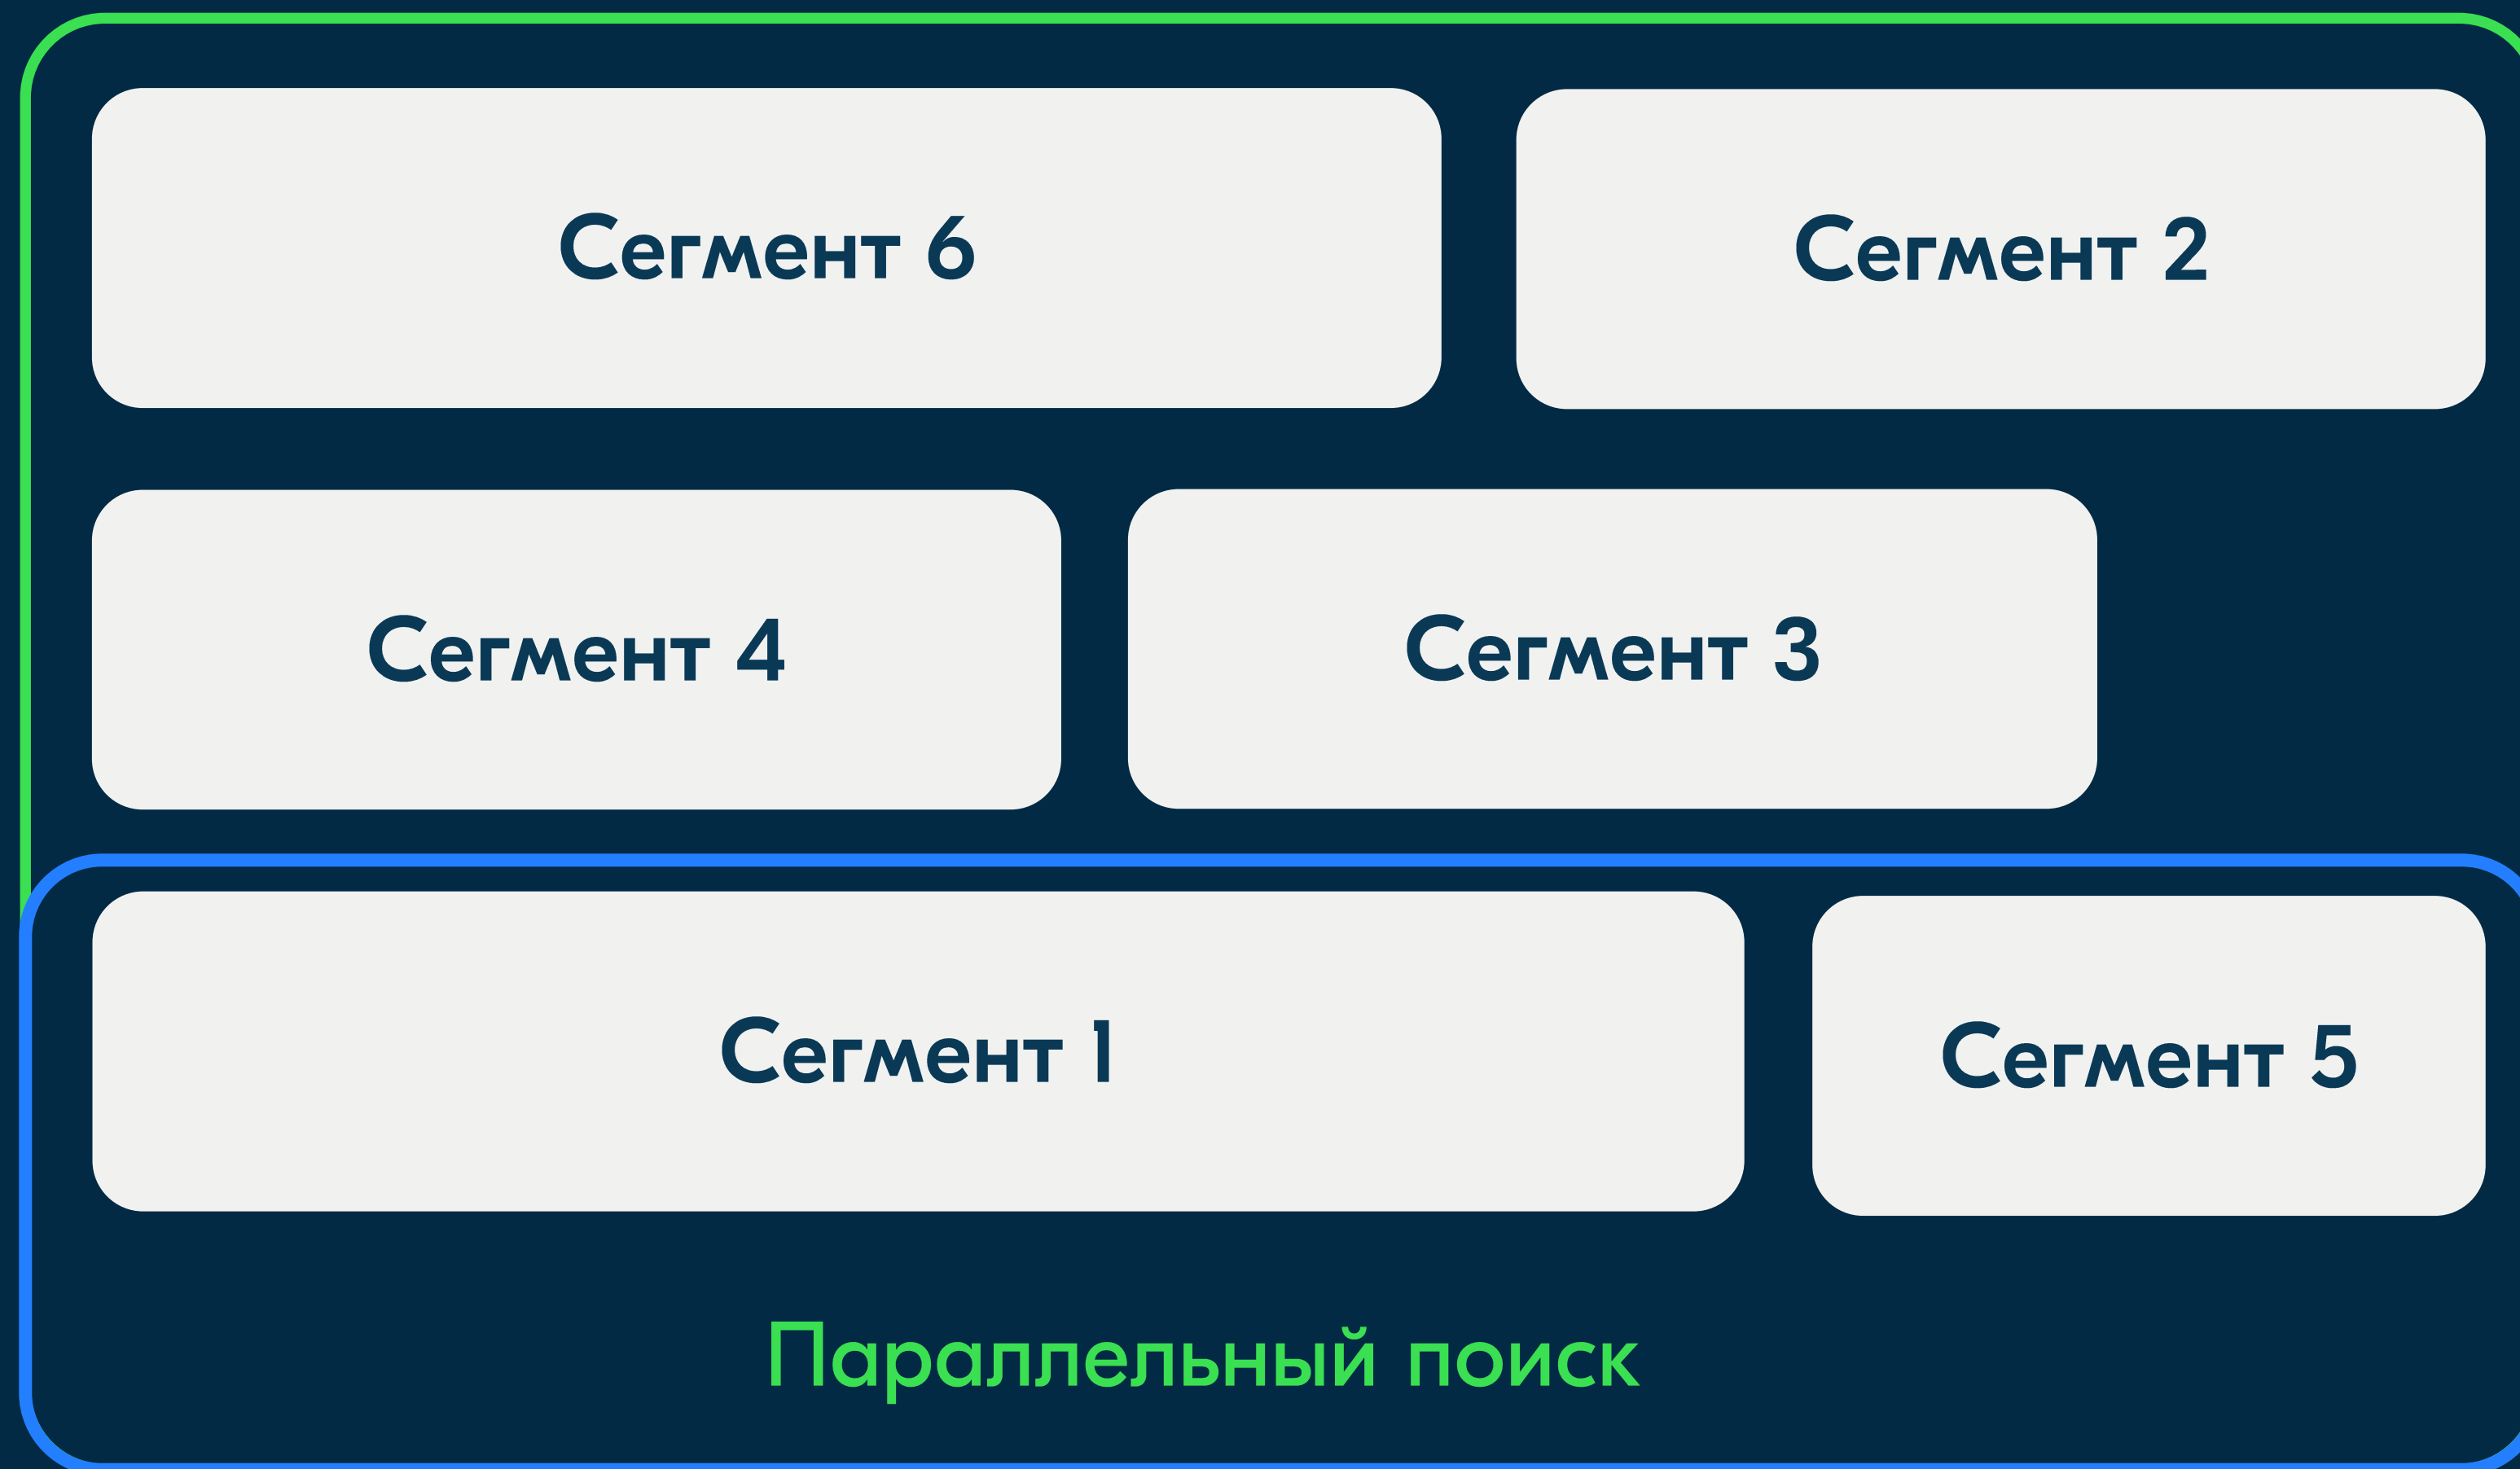 Сегмент 6
Сегмент 2
Сегмент 4
Сегмент 3
Сегмент 1
Сегмент 5
Параллельный поиск